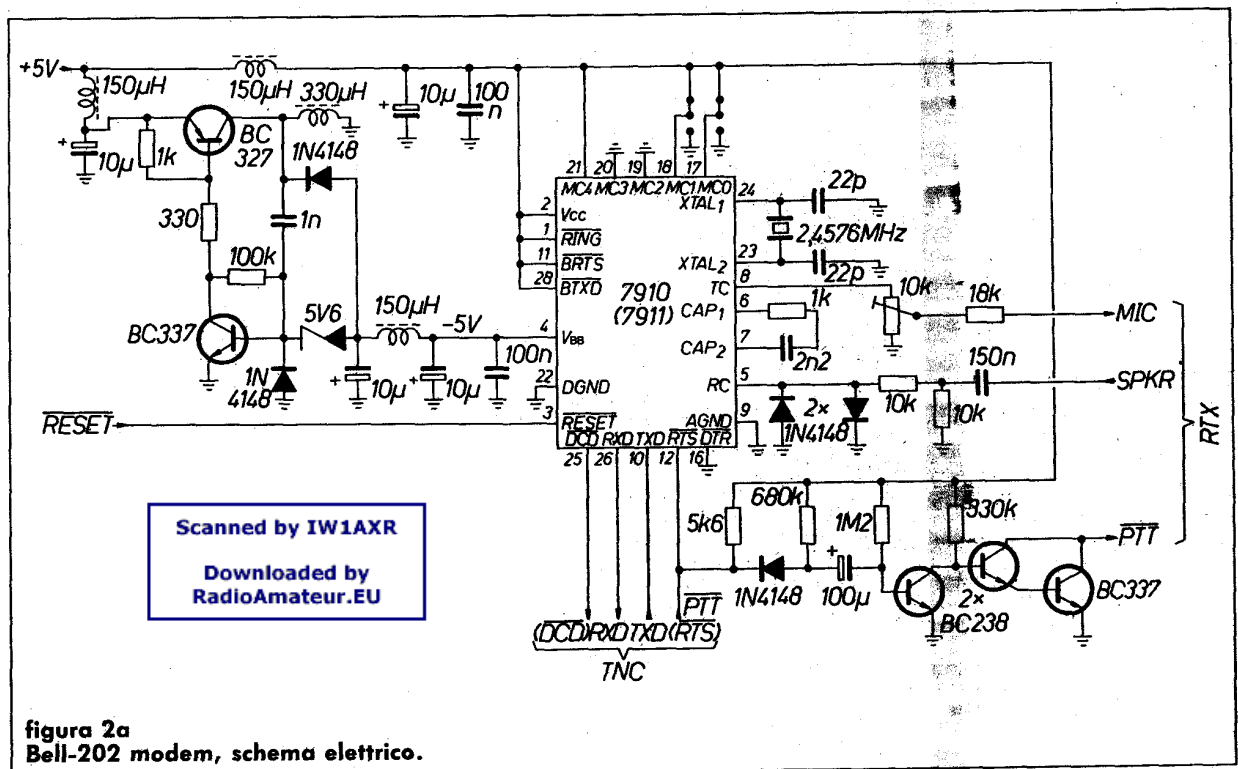 +5V
150µH
150µH
330µH
10µ
100
n
+
10µ
1k
BC
327
1N4148
330
1n
100k
BC337
5V6
150µH
-5V
1N
4148
+
10µ
+
10µ
100n
RESET
21
20
19
18
17
MC4
MC3
MC2
MC1
MC0
2
Vcc
1
RING
11
BRTS
28
BTXD
4
VBB
22
DGND
3
RESET
7910
(7911)
XTAL1
24
22p
2,4576MHz
XTAL2
23
22p
TC
8
10k
18k
MIC
CAP1
6
1k
CAP2
7
2n2
RC
5
10k
150n
SPKR
2×
1N4148
10k
AGND
9
RTX
DCD
RXD
TXD
RTS
DTR
25
26
10
12
16
5k6
680k
1M2
330k
+
1N4148
100µ
PTT
2×
BC238
BC337
PTT
(DCD)
RXD
TXD
(RTS)
TNC
Scanned by IW1AXR
Downloaded by
RadioAmateur.EU
figura 2a
Bell-202 modem, schema elettrico.